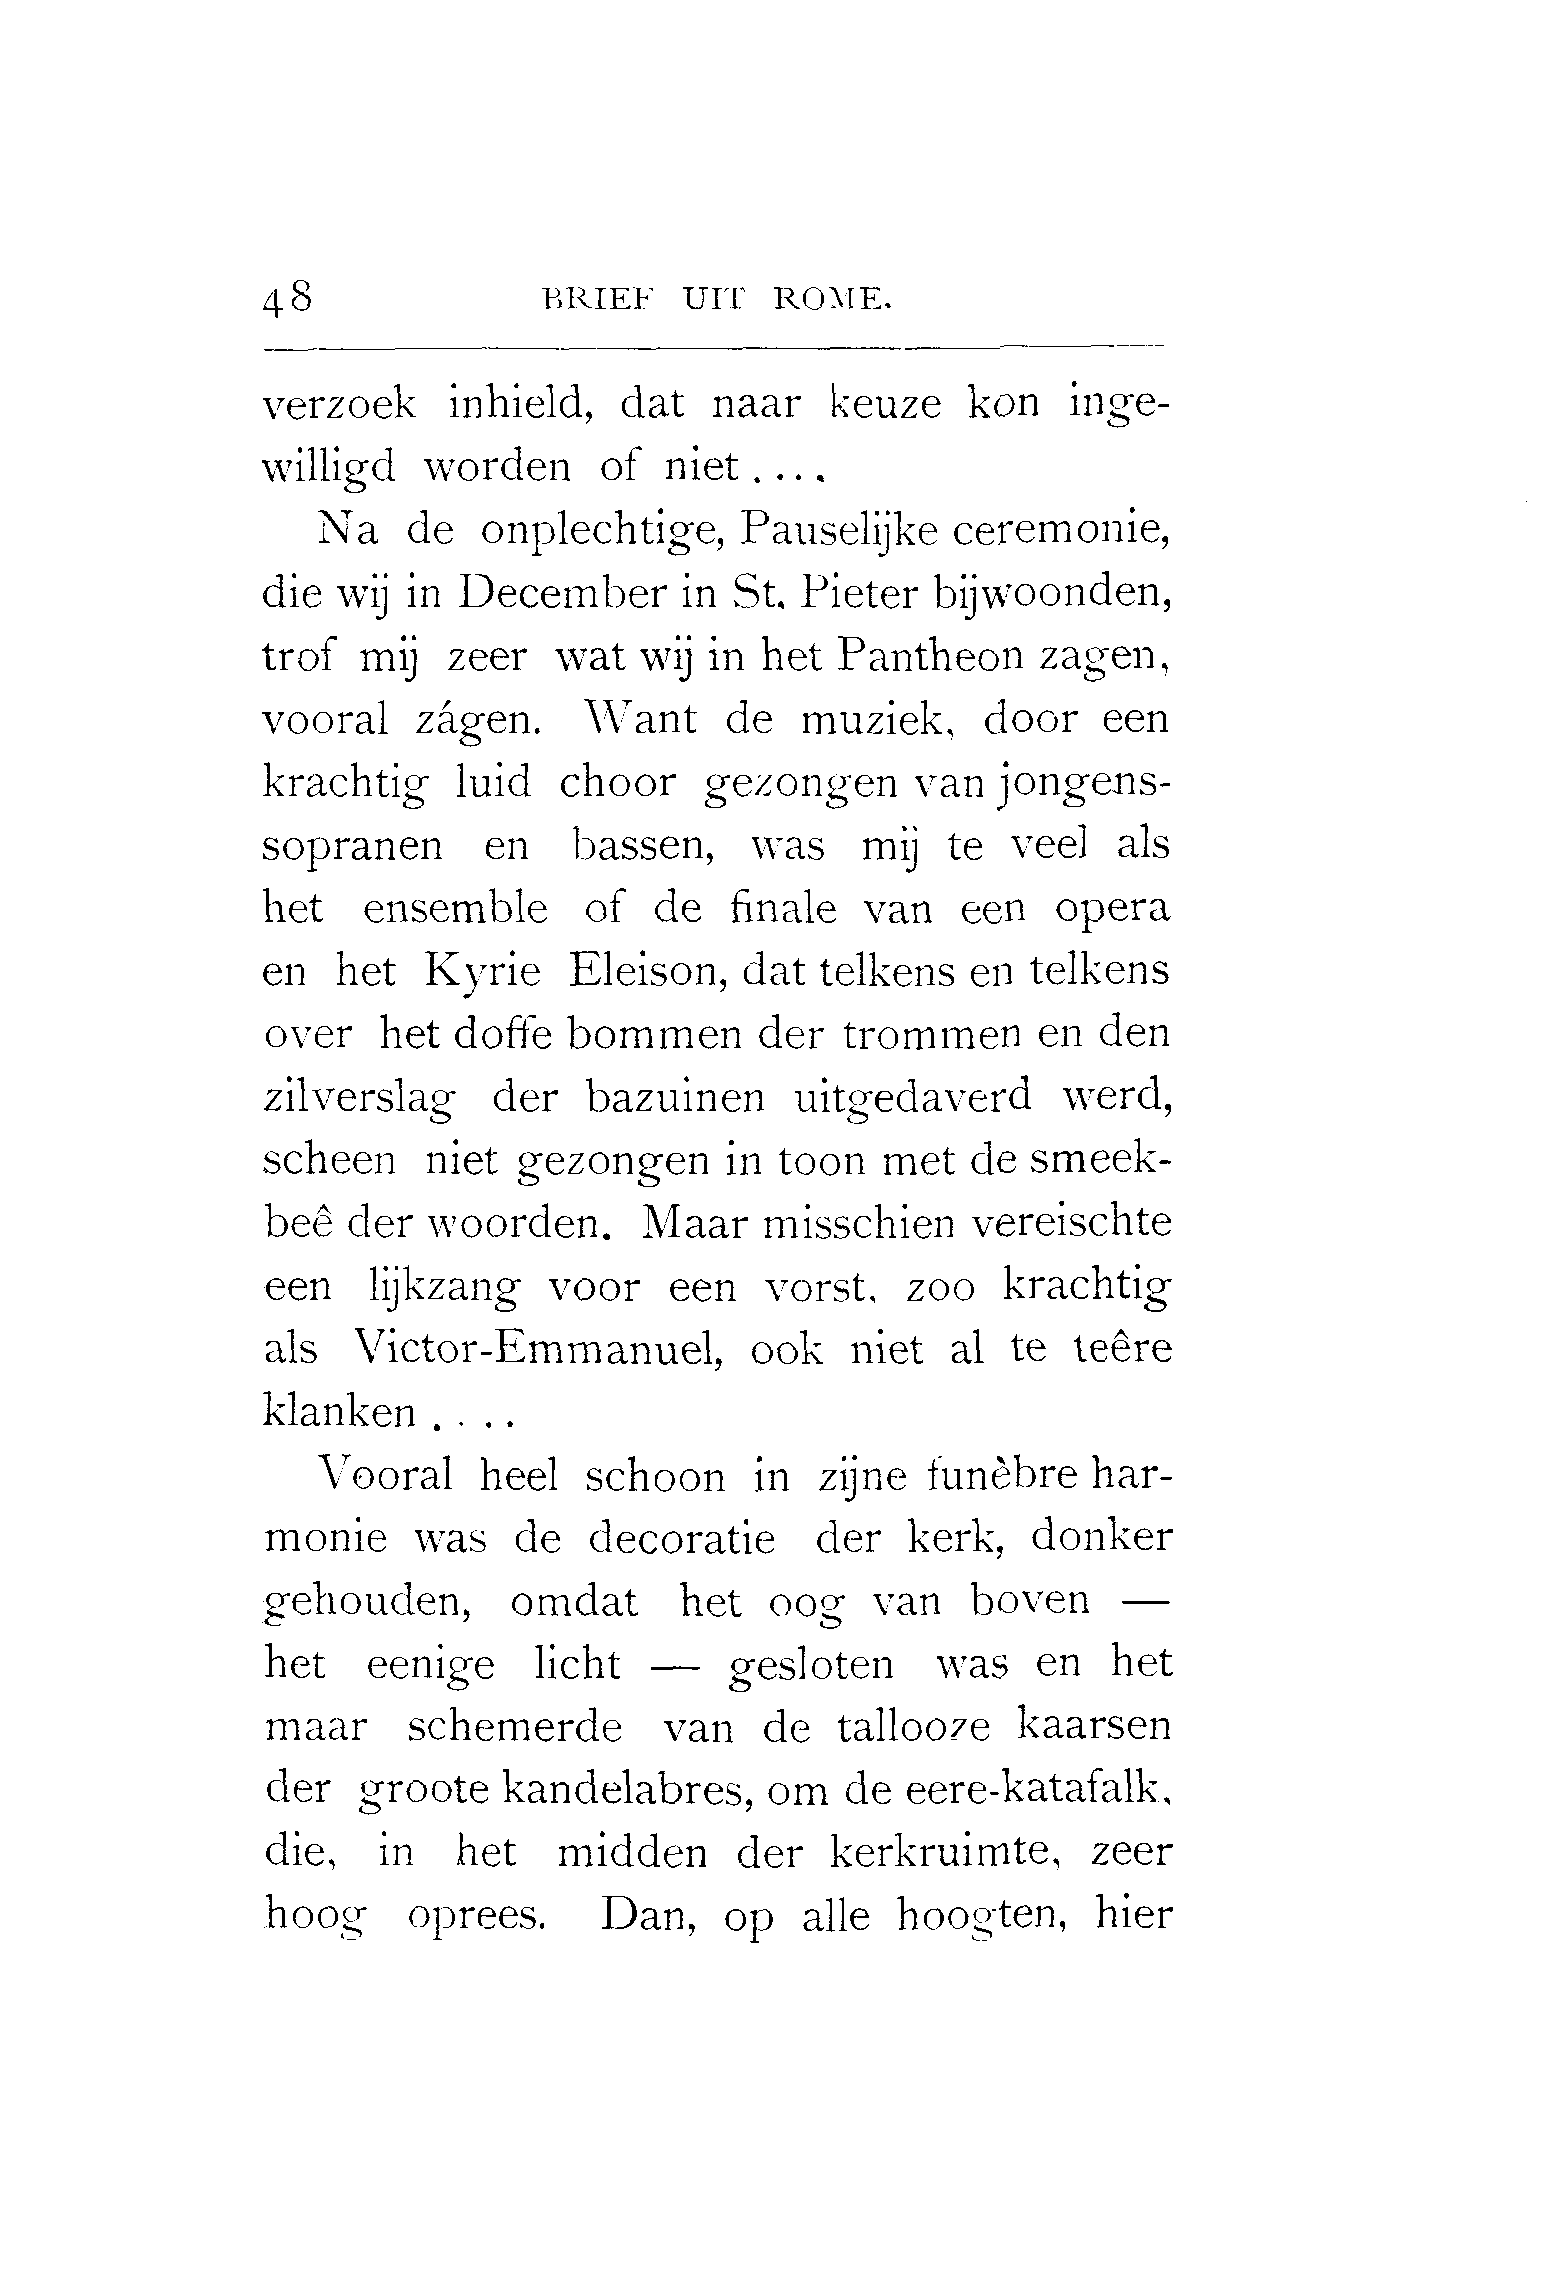 48 BRIEF UIT ROME.
verzoek inhield, dat naar keuze kon inge-
willigd worden of niet....
Na de onplechtige, Pauselijke ceremonie,
die wij in December in St. Pieter bijwoonden,
trof mij zeer wat wij in het Pantheon zagen,
vooral zágen. Want de muziek, door een
krachtig luid choor gezongen van jongens-
sopranen en bassen, was mij te veel als
het ensemble of de finale van een opera
en het Kyrie Eleison, dat telkens en telkens
over het doffe bommen der trommen en den
zilverslag der bazuinen uitgedaverd werd,
scheen niet gezongen in toon met de smeek-
beê der woorden. Maar misschien vereischte
een lijkzang voor een vorst, zoo krachtig
als Victor-Emmanuel, ook niet al te teêre
klanken....
Vooral heel schoon in zijne funèbre har-
monie was de decoratie der kerk, donker
gehouden, omdat het oog van boven —
het eenige licht — gesloten was en het
maar schemerde van de tallooze kaarsen
der groote kandelabres, om de eere-katafalk,
die, in het midden der kerkruimte, zeer
hoog oprees. Dan, op alle hoogten, hier